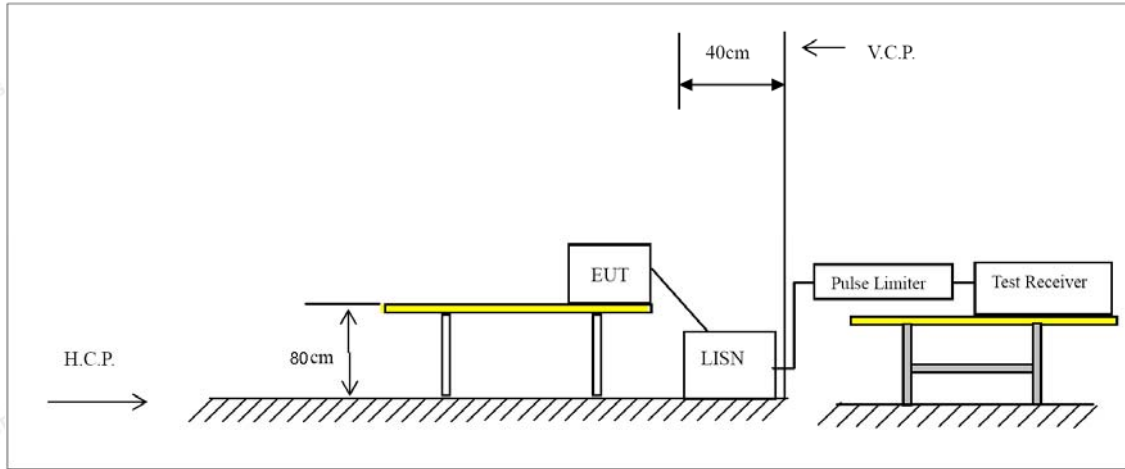 40cm
V.C.P.
EUT
Pulse Limiter
Test Receiver
H.C.P.
80cm
LISN